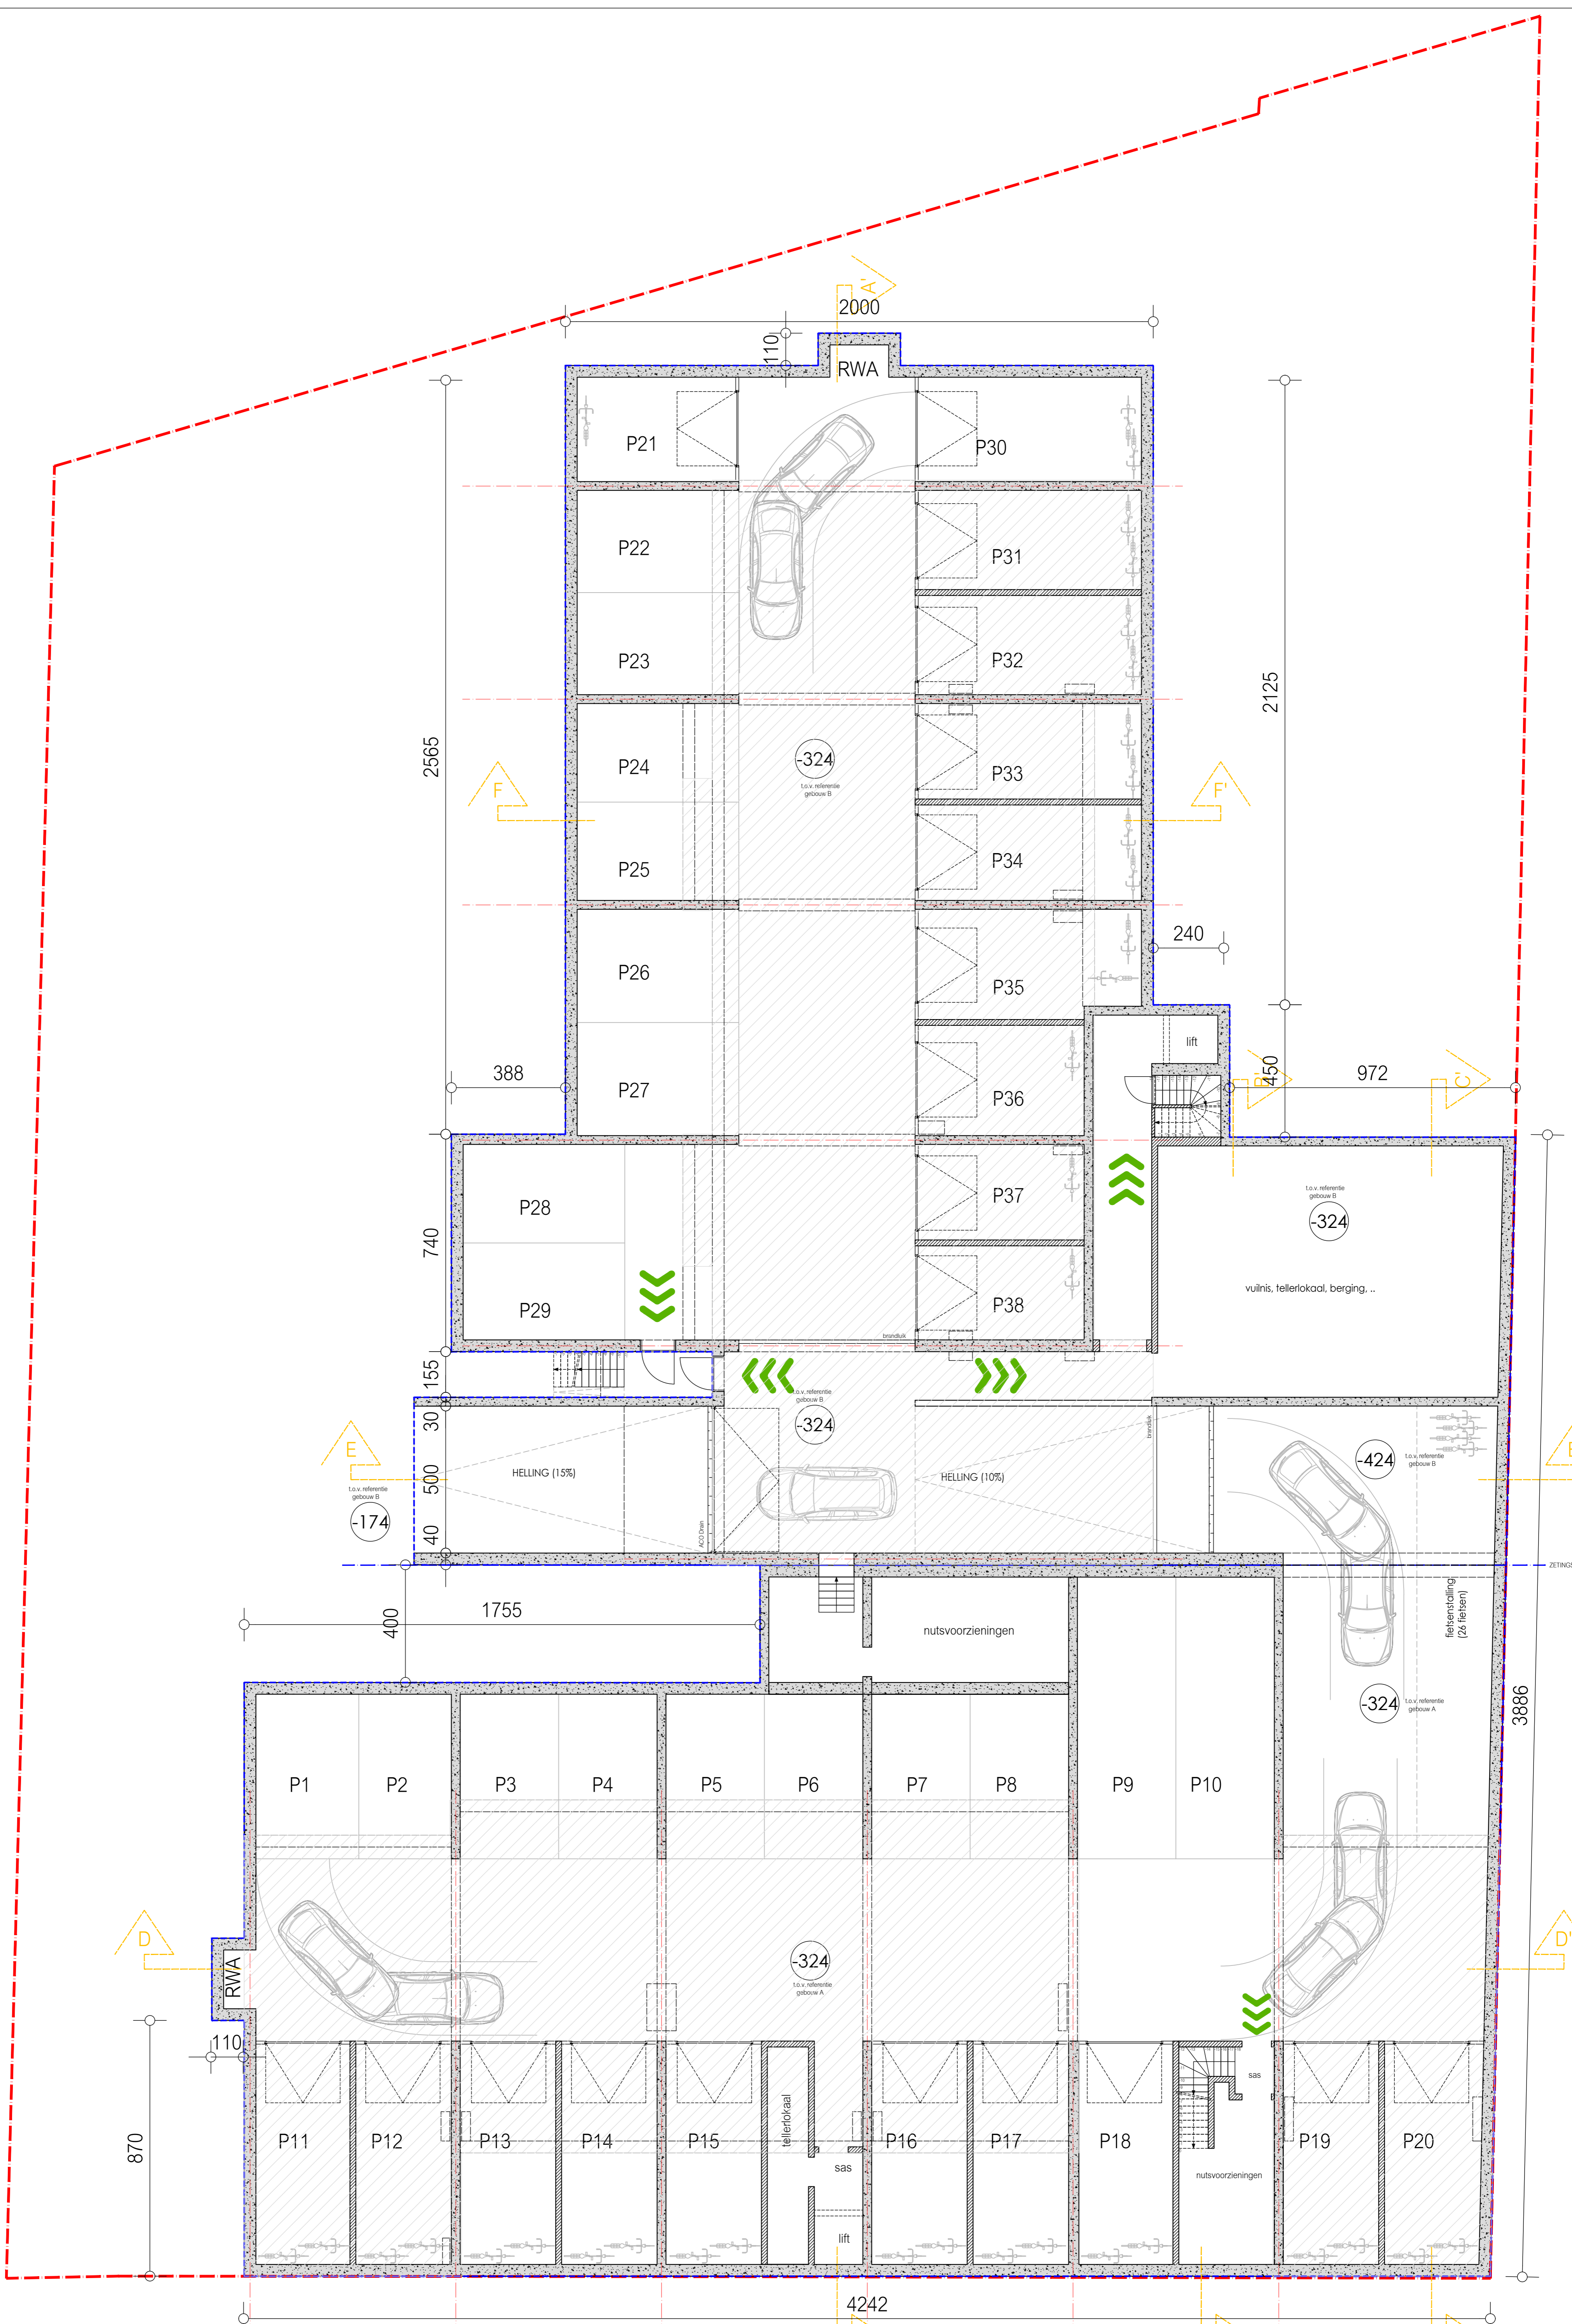 A'
2000
110
RWA
P21
P30
P22
P31
P23
P32
2565
2125
P24
P33
-324
t.o.v. referentie
gebouw B
F
F'
P25
P34
P26
P35
240
lift
450
B'
C'
388
972
P27
P36
P28
P37
t.o.v. referentie
gebouw B
-324
740
vuilnis, tellerlokaal, berging, ..
P29
P38
brandluik
155
t.o.v. referentie
gebouw B
-324
30
brandluik
E
-424
t.o.v. referentie
gebouw B
500
HELLING (15%)
HELLING (10%)
t.o.v. referentie
gebouw B
-174
40
ACO Drain
ZETINGS
1755
400
nutsvoorzieningen
fietsenstalling
(26 fietsen)
-324
t.o.v. referentie
gebouw A
3886
P1
P2
P3
P4
P5
P6
P7
P8
P9
P10
D
D'
RWA
-324
t.o.v. referentie
gebouw A
110
870
sas
tellerlokaal
P11
P12
P13
P14
P15
P16
P17
P18
P19
P20
sas
nutsvoorzieningen
lift
4242